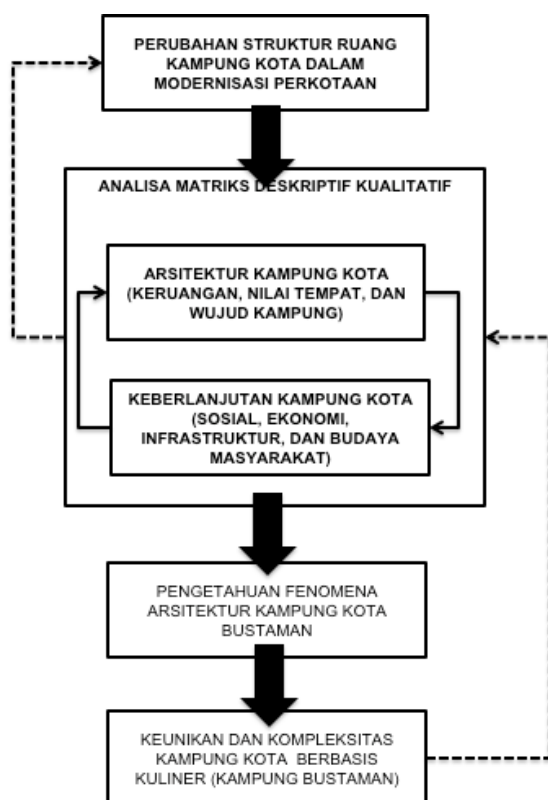 PERUBAHAN STRUKTUR RUANG
KAMPUNG KOTA DALAM
MODERNISASI PERKOTAAN
ANALISA MATRIKS DESKRIPTIF KUALITATIF
ARSITEKTUR KAMPUNG KOTA
(KERUANGAN, NILAI TEMPAT, DAN
WUJUD KAMPUNG)
KEBERLANJUTAN KAMPUNG KOTA
(SOSIAL, EKONOMI,
INFRASTRUKTUR, DAN BUDAYA
MASYARAKAT)
PENGETAHUAN FENOMENA
ARSITEKTUR KAMPUNG KOTA
BUSTAMAN
KEUNIKAN DAN KOMPLEKSITAS
KAMPUNG KOTA BERBASIS
KULINER (KAMPUNG BUSTAMAN)